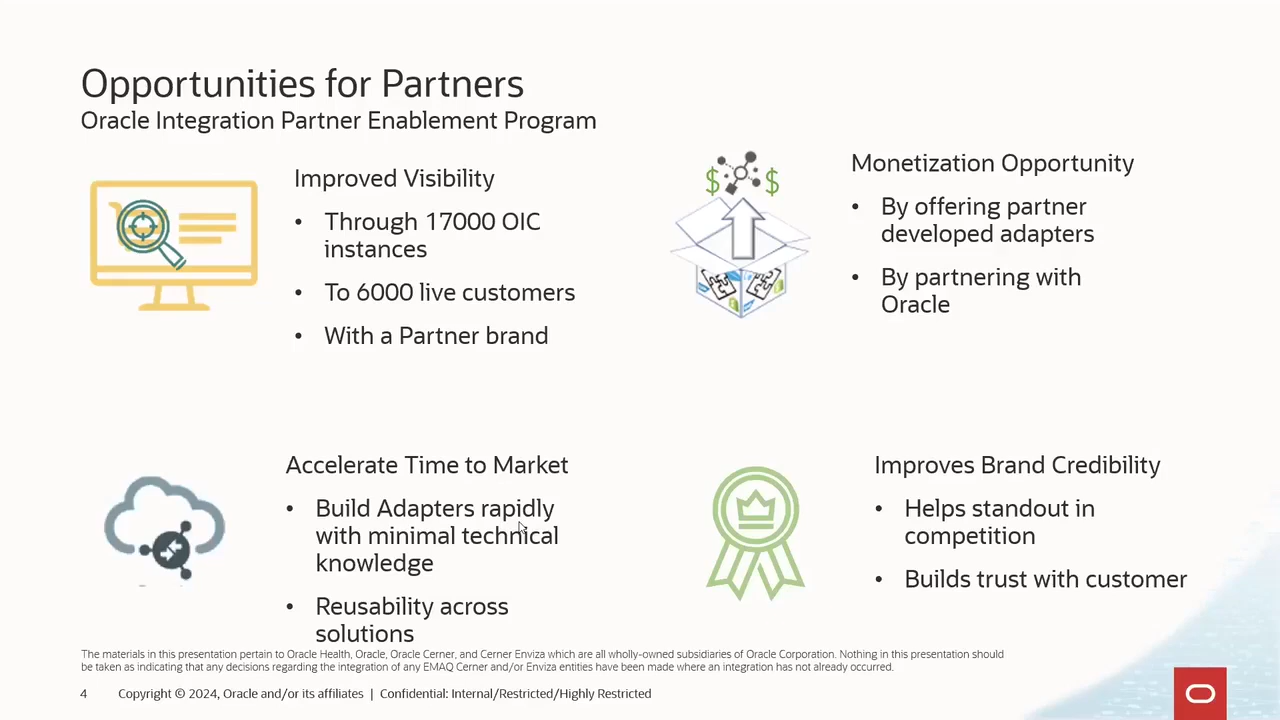 Opportunities for Partners
Oracle Integration Partner Enablement Program
Improved Visibility
• Through 17000 OIC
instances
• To 6000 live customers
• With a Partner brand
$ $
Monetization Opportunity
• By offering partner
developed adapters
• By partnering with
Oracle
Accelerate Time to Market
• Build Adapters rapidly
with minimal technical
knowledge
• Reusability across
solutions
Improves Brand Credibility
• Helps standout in
competition
• Builds trust with customer
The materials in this presentation pertain to Oracle Health, Oracle, Oracle Cerner, and Cerner Enviza which are all wholly-owned subsidiaries of Oracle Corporation. Nothing in this presentation should
be taken as indicating that any decisions regarding the integration of any EMAQ Cerner and/or Enviza entities have been made where an integration has not already occurred.
4 Copyright © 2024, Oracle and/or its affiliates | Confidential: Internal/Restricted/Highly Restricted